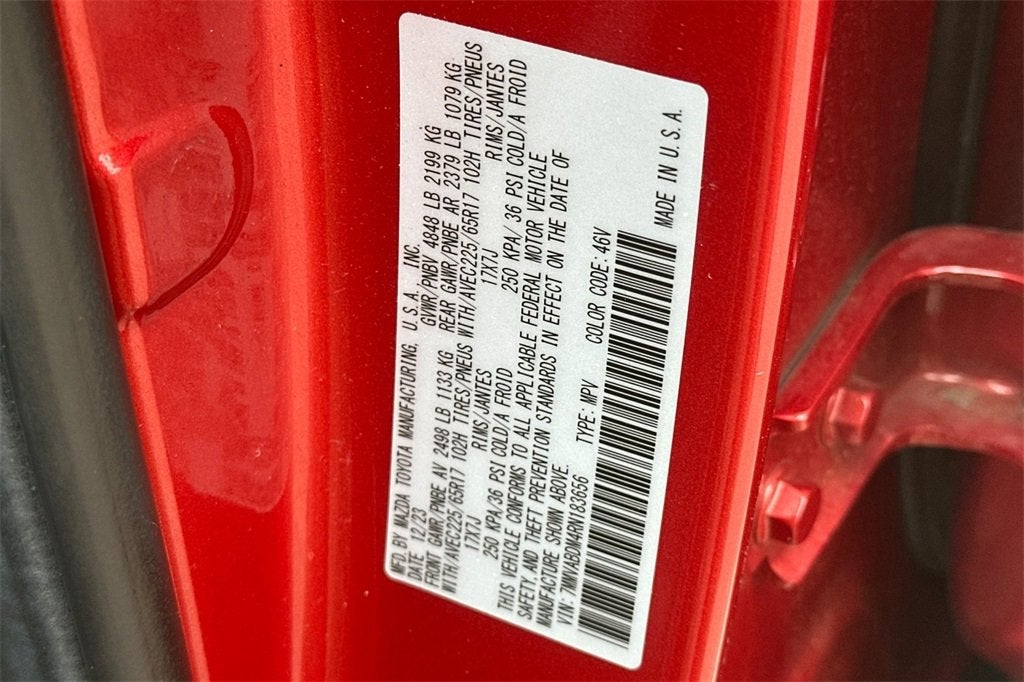 MFD. BY MAZDA TOYOTA MANUFACTURING, U.S.A. INC.
DATE 12/23 GVWR/PNBV 4848 LB 2199 KG
FRONT GAWR/PNBE AV 2498 LB 1133 KG REAR GAWR/PNBE AR 2379 LB 1079 KG
WITH/AVEC225/65R17 102H TIRES/PNEUS WITH/AVEC225/65R17 102H TIRES/PNEUS
17X7J RIMS/JANTES 17X7J RIMS/JANTES
250 KPA/36 PSI COLD/A FROID 250 KPA/ 36 PSI COLD/A FROID
THIS VEHICLE CONFORMS TO ALL APPLICABLE FEDERAL MOTOR VEHICLE
SAFETY, AND THEFT PREVENTION STANDARDS IN EFFECT ON THE DATE OF
MANUFACTURE SHOWN ABOVE.
VIN: 7MMVABDM4RN183656 TYPE: MPV COLOR CODE: 46V
MADE IN U.S.A.